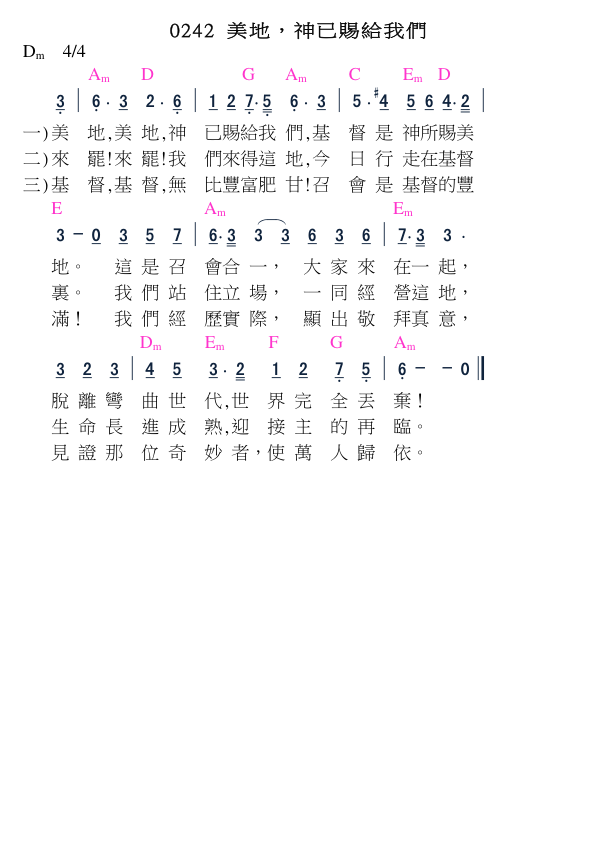 0242 美地，神已賜給我們
Dm 4/4
Am D G Am C Em D
3 | 6· 3 2· 6 | 1 2 7·5 6· 3 | 5· #4 5 6 4·2 |
一)美 地,美 地,神 已賜給我 們,基 督 是 神所賜美
二)來 罷!來 罷!我 們來得這 地,今 日 行 走在基督
三)基 督,基 督,無 比豐富肥 甘!召 會 是 基督的豐
E Am Em
3 – 0 3 5 7 | 6·3 3 3 6 3 6 | 7·3 3 ·
地。 這 是 召 會合 一， 大 家 來 在一 起，
裏。 我 們 站 住立 場， 一 同 經 營這 地，
滿！ 我 們 經 歷實 際， 顯 出 敬 拜真 意，
Dm Em F G Am
3 2 3 | 4 5 3· 2 1 2 7 5 | 6 – – 0 ‖
脫 離 彎 曲 世 代,世 界 完 全 丟 棄！
生 命 長 進 成 熟,迎 接 主 的 再 臨。
見 證 那 位 奇 妙 者，使 萬 人 歸 依。